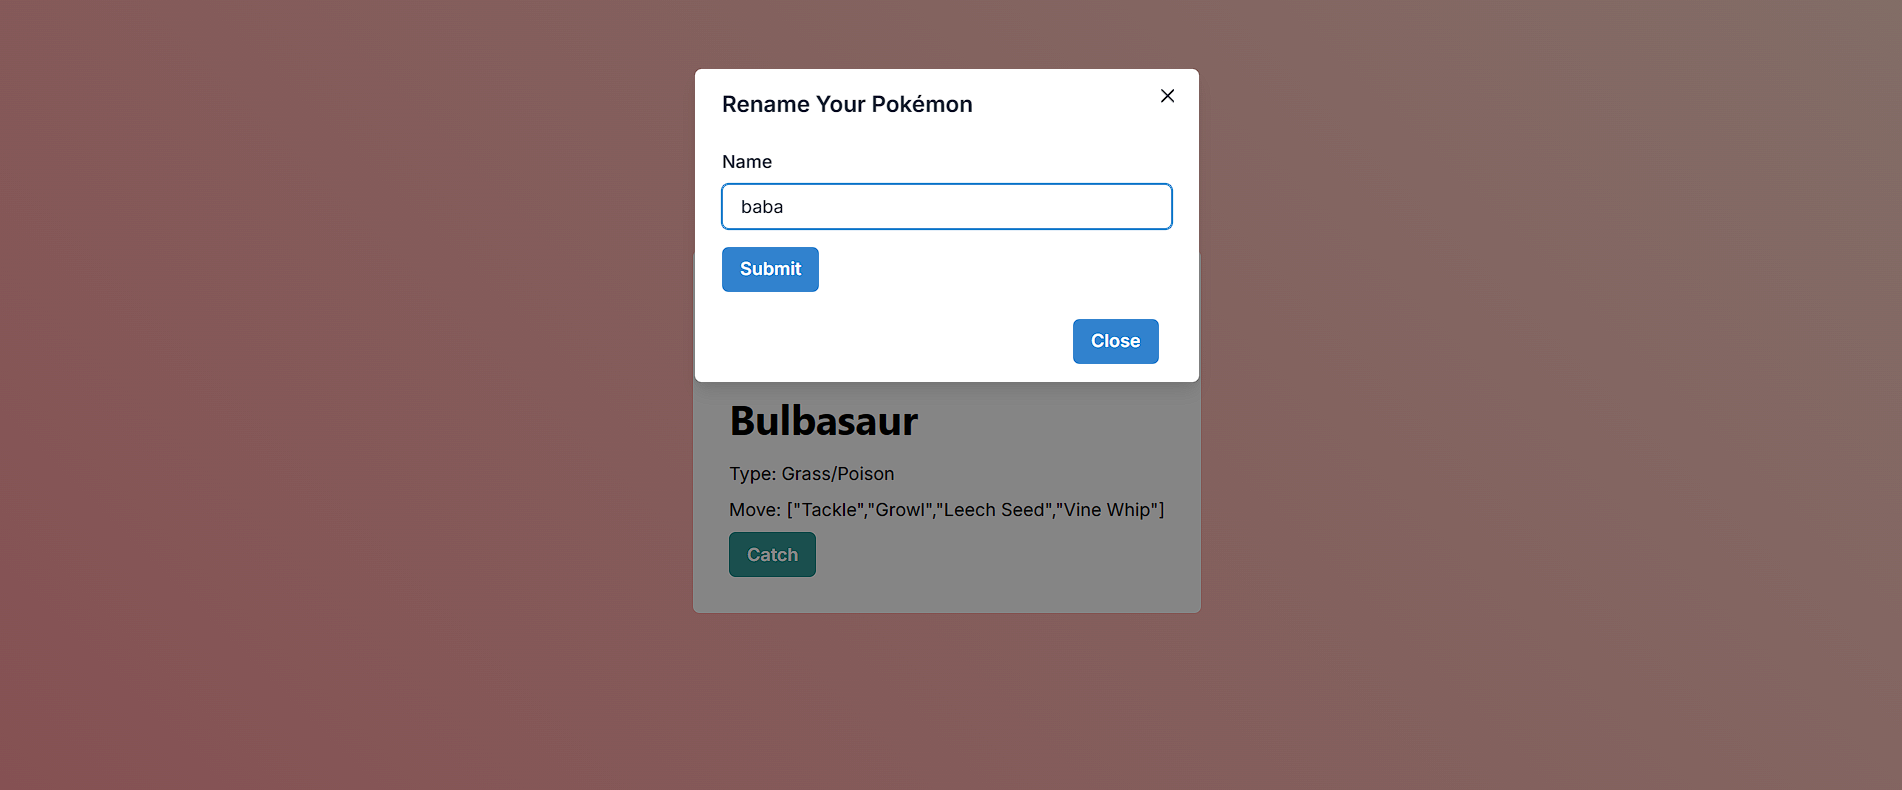 Rename Your Pokémon
Name
baba
Submit
Close
Bulbasaur
Type: Grass/Poison
Move: ["Tackle","Growl","Leech Seed","Vine Whip"]
Catch